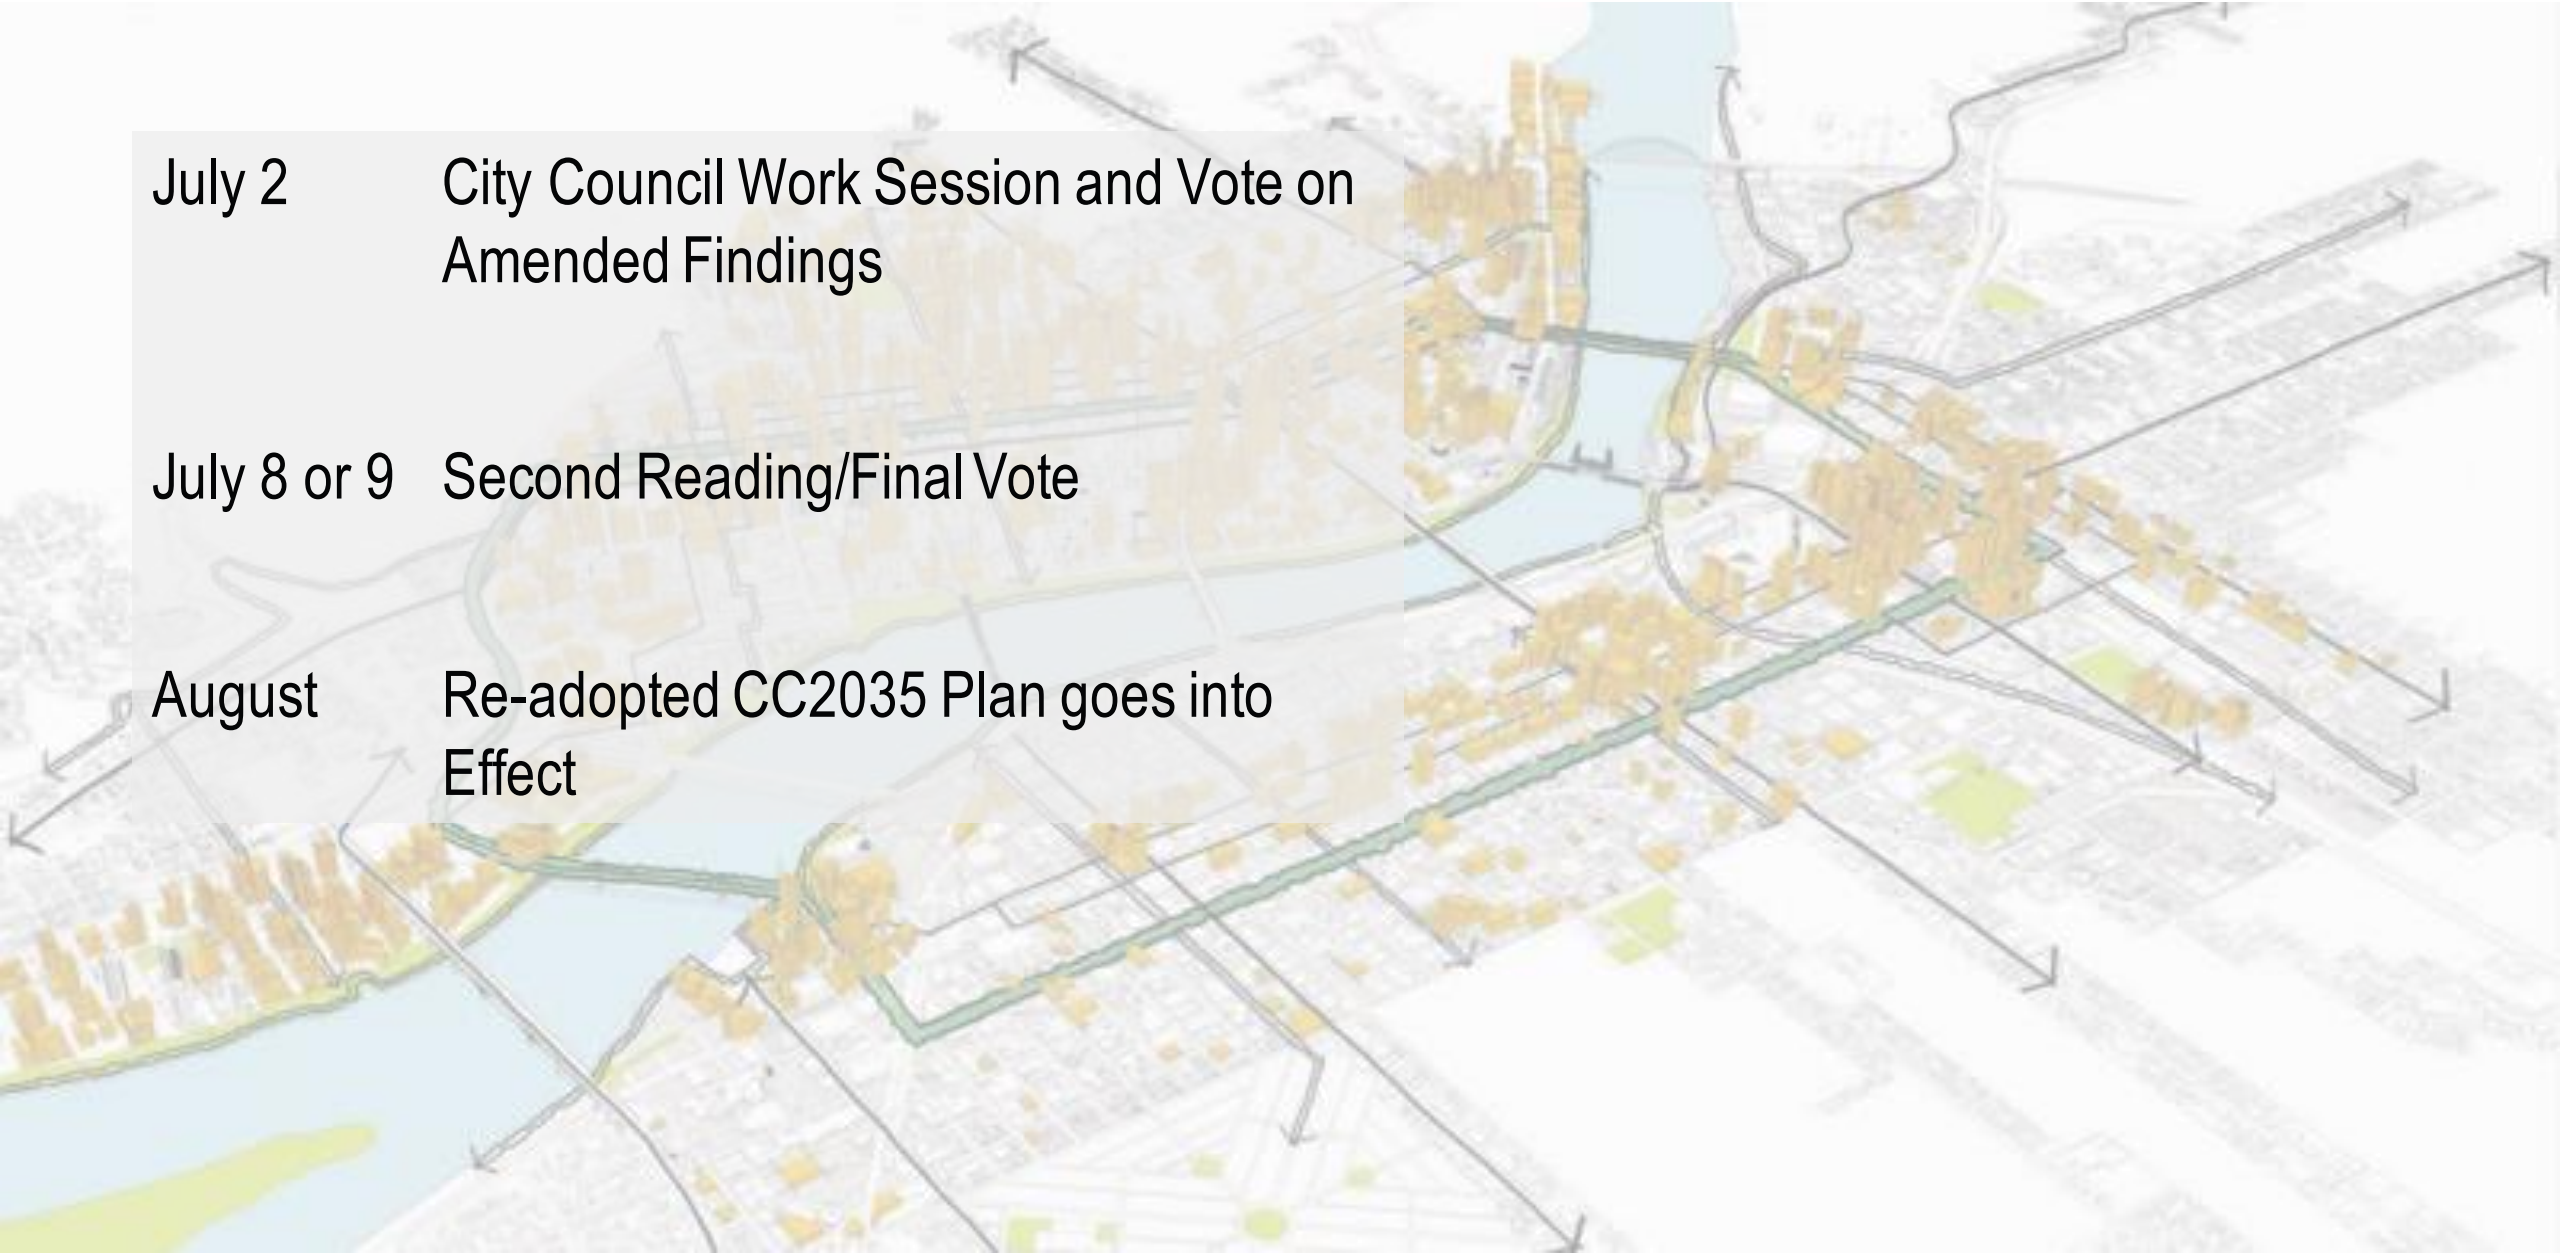 July 2 City Council Work Session and Vote on
Amended Findings
July 8 or 9 Second Reading/Final Vote
August Re-adopted CC2035 Plan goes into
Effect